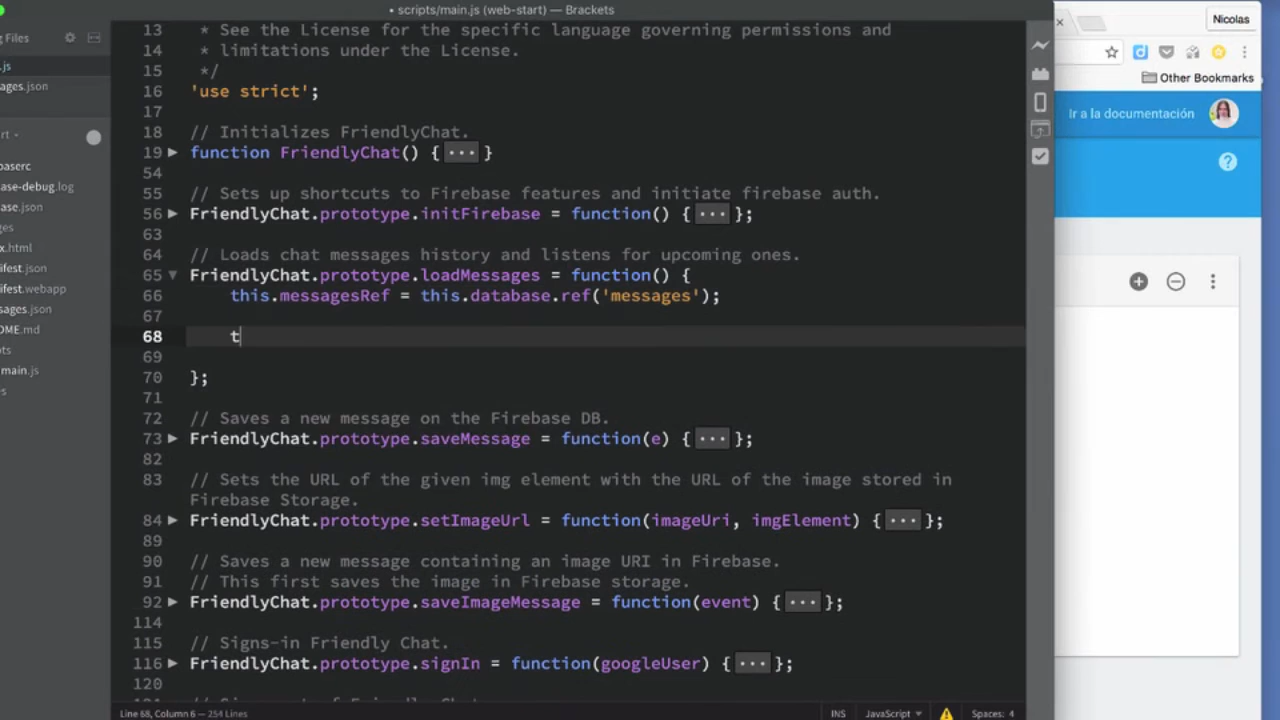 • scripts/main.js (web-start) — Brackets
g Files
.js
ages.json
rt
baserc
ase-debug.log
ase.json
ges
x.html
ifest.json
ifest.webapp
sages.json
DME.md
pts
main.js
es
13 * See the License for the specific language governing permissions and
14 * limitations under the License.
15 */
16 'use strict';
17
18 // Initializes FriendlyChat.
19 function FriendlyChat() { ... }
54
55 // Sets up shortcuts to Firebase features and initiate firebase auth.
56 FriendlyChat.prototype.initFirebase = function() { ... };
63
64 // Loads chat messages history and listens for upcoming ones.
65 FriendlyChat.prototype.loadMessages = function() {
66 this.messagesRef = this.database.ref('messages');
67
68 t
69
70 };
71
72 // Saves a new message on the Firebase DB.
73 FriendlyChat.prototype.saveMessage = function(e) { ... };
82
83 // Sets the URL of the given img element with the URL of the image stored in
Firebase Storage.
84 FriendlyChat.prototype.setImageUrl = function(imageUri, imgElement) { ... };
89
90 // Saves a new message containing an image URI in Firebase.
91 // This first saves the image in Firebase storage.
92 FriendlyChat.prototype.saveImageMessage = function(event) { ... };
114
115 // Signs-in Friendly Chat.
116 FriendlyChat.prototype.signIn = function(googleUser) { ... };
120
Line 68, Column 6 — 254 Lines
INS
JavaScript
Spaces: 4
Nicolas
Other Bookmarks
Ir a la documentación